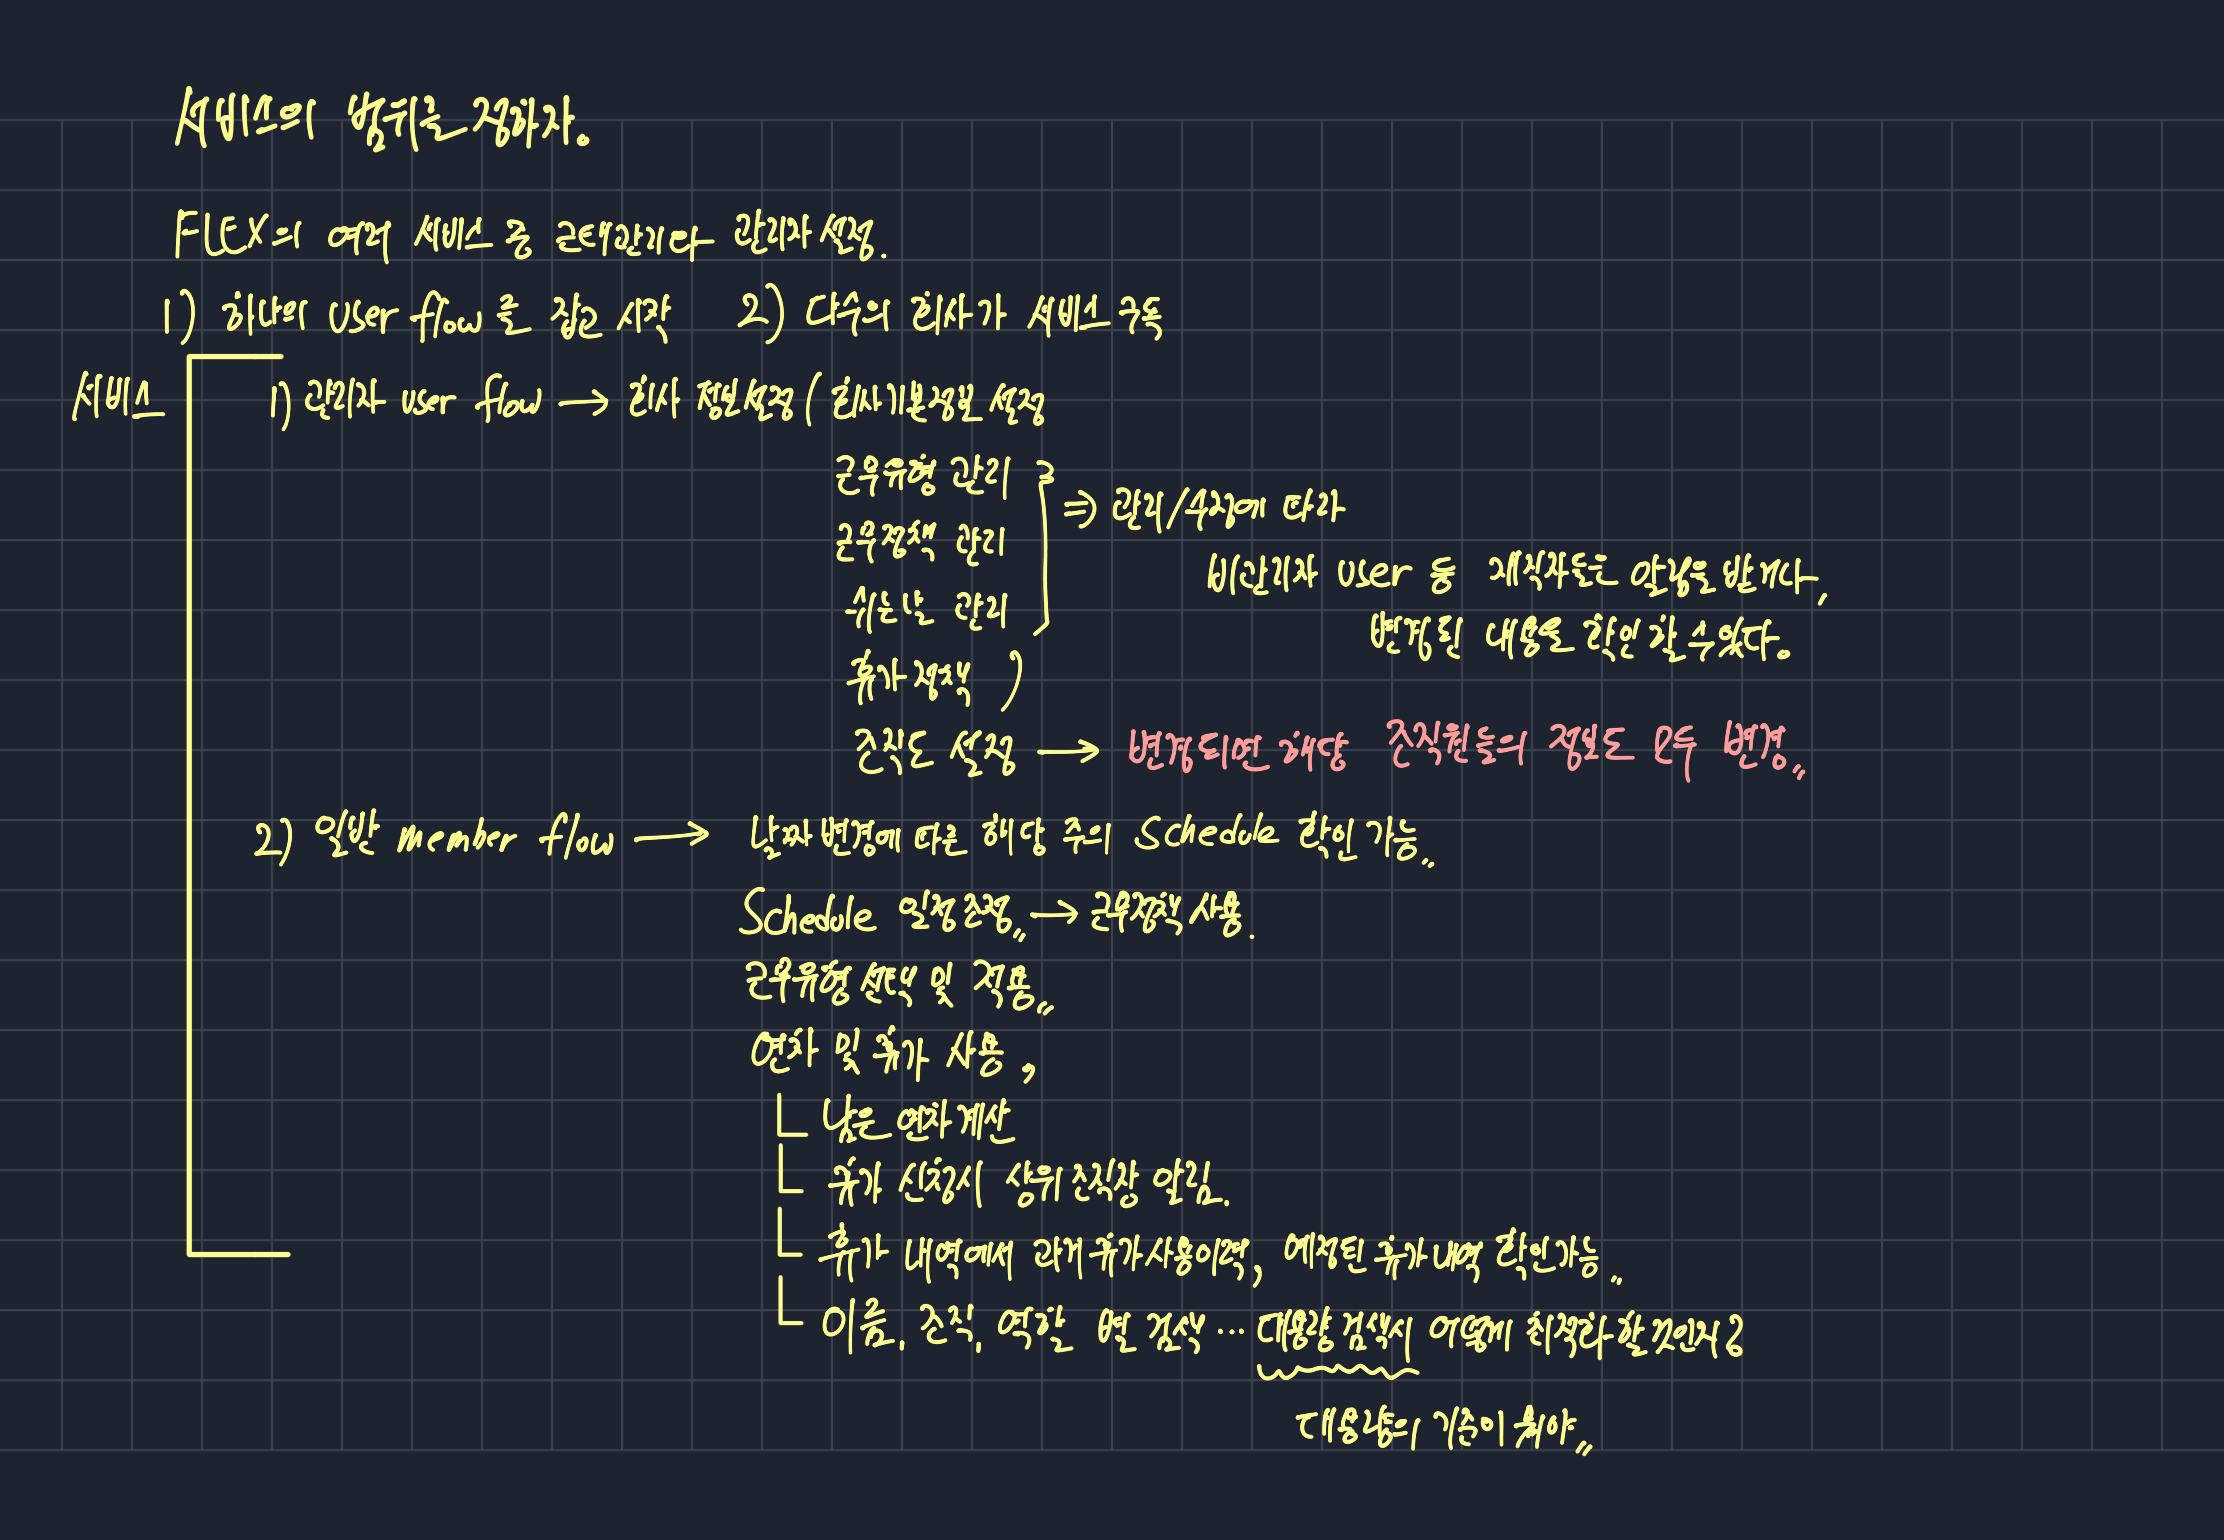 서비스의 범위를 정하자.
FLEX의 여러 서비스 중 근태관리와 관리자 설정.
1) 하나의 user flow를 잡고 시작 2) 다수의 회사가 서비스 구독
서비스 1) 관리자 user flow → 회사 정보설정 ( 회사기본정보 설정
근무유형 관리
⇒ 관리/수정에 따라
근무정책 관리
비관리자 user 등 재직자들은 알림을 받거나,
쉬는날 관리
변경된 내용을 확인 할 수 있다.
휴가정책 )
조직도 설정 → 변경되면 해당 조직원들의 정보도 모두 변경,,
2) 일반 member flow → 날짜 변경에 따른 해당 주의 Schedule 확인 가능,,
Schedule 일정조정,, → 근무정책 사용.
근무유형 선택 및 적용,,
연차 및 휴가 사용,
ㄴ 남은 연차계산
ㄴ 휴가 신청시 상위조직장 알림.
ㄴ 휴가 내역에서 과거 휴가사용이력, 예정된 휴가내역 확인가능,,
ㄴ 이름, 조직, 역할 별 검색 ... 대용량 검색시 어떻게 최적화 할 것인지?
대용량의 기준이 뭐야,,